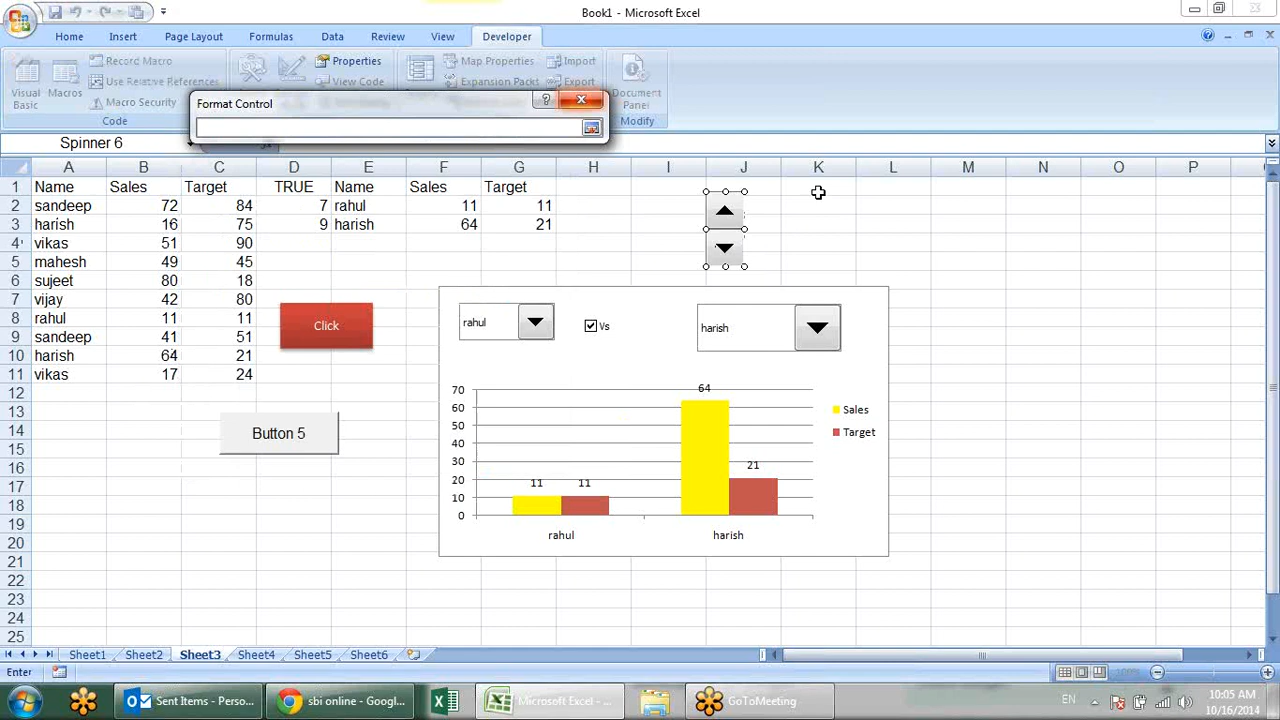 Book1 - Microsoft Excel
Home Insert Page Layout Formulas Data Review View Developer
Record Macro Properties Map Properties Import
Use Relative References View Code Expansion Packs Export
Visual Basic Macros Macro Security Document Panel
Code Modify
Format Control
Spinner 6
A B C D E F G H I J K L M N O P
1 Name Sales Target TRUE Name Sales Target
2 sandeep 72 84 7 rahul 11 11
3 harish 16 75 9 harish 64 21
4 vikas 51 90
5 mahesh 49 45
6 sujeet 80 18
7 vijay 42 80
8 rahul 11 11
9 sandeep 41 51
10 harish 64 21
11 vikas 17 24
12
13
14
15
16
17
18
19
20
21
22
23
24
25
Click
Button 5
rahul Vs harish
70
60
50
40
30
20
10
0
11 11 64 21
rahul harish
Sales
Target
Sheet1 Sheet2 Sheet3 Sheet4 Sheet5 Sheet6
Enter 100%
Sent Items - Perso... sbi online - Googl... Microsoft Excel - ... GoToMeeting EN 10:05 AM
10/16/2014